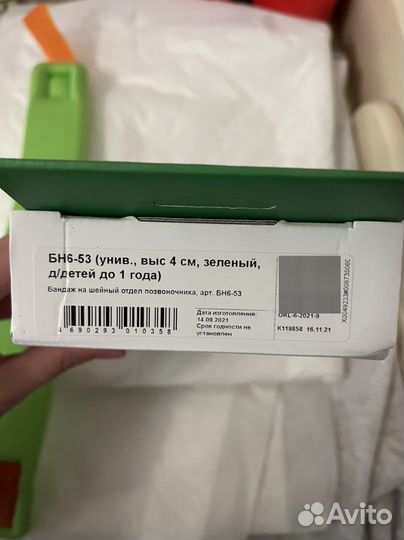 БН6-53 (унив., выс 4 см, зеленый,
д/детей до 1 года)
Бандаж на шейный отдел позвоночника, арт. БН6-53
4 690293 010358
Дата изготовления:
14.09.2021
Срок годности не
установлен
ORL-6-2021-9
K119858 16.11.21
Avito